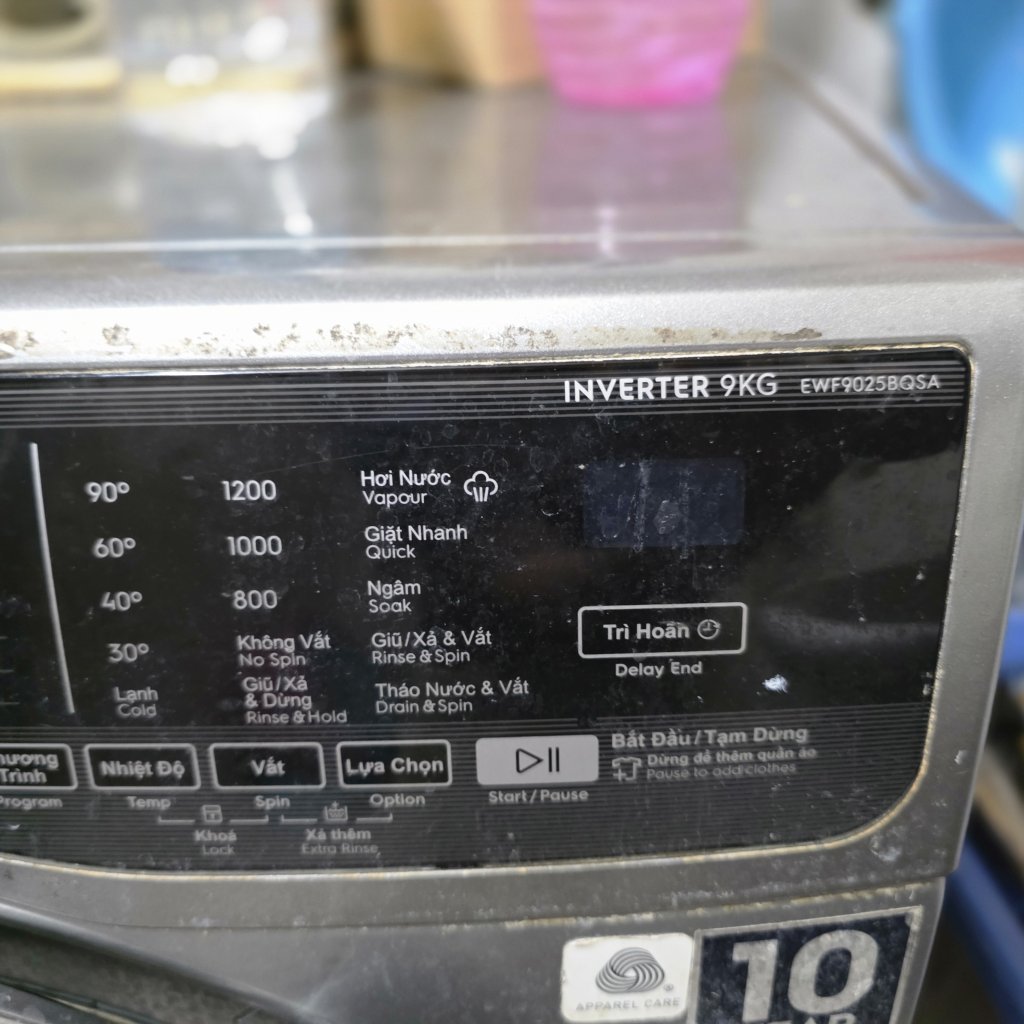 INVERTER 9KG EWF9025BQSA
90° 1200 Hơi Nước
Vapour
60° 1000 Giặt Nhanh
Quick
40° 800 Ngâm
Soak
30° Không Vắt Giũ/Xả & Vắt
No Spin Rinse & Spin
Lạnh Giũ/Xả Tháo Nước & Vắt
Cold & Dừng Drain & Spin
Rinse & Hold
Trì Hoãn
Delay End
Trình
Program
Nhiệt Độ
Temp
Vắt
Spin
Lựa Chọn
Option
Start/Pause
Bắt Đầu/Tạm Dừng
Dừng để thêm quần áo
Pause to add clothes
Khoá Xả thêm
Lock Extra Rinse
APPAREL CARE
10